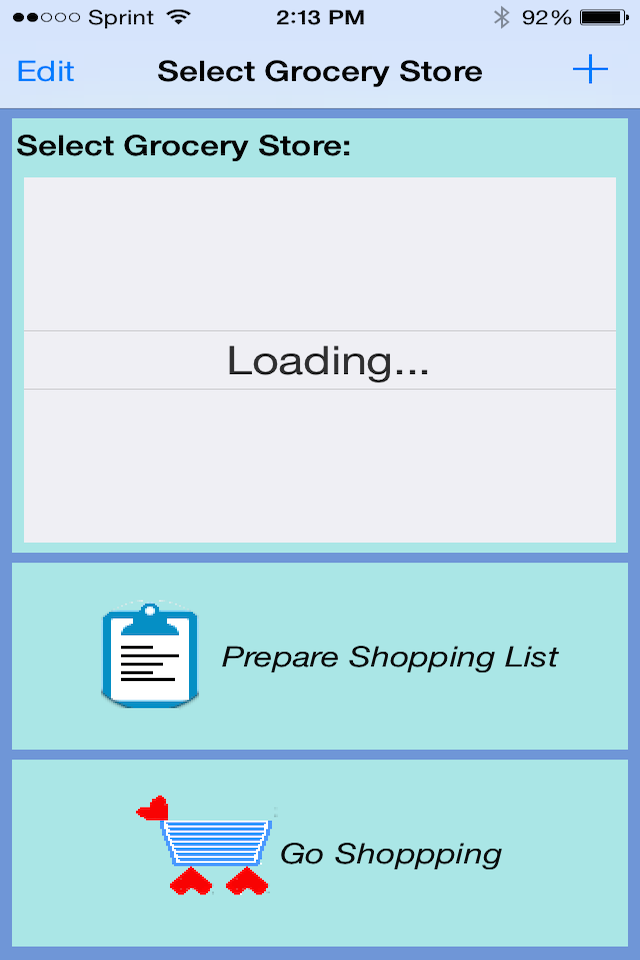 Sprint 2:13 PM 92%
Edit Select Grocery Store +
Select Grocery Store:
Loading...
Prepare Shopping List
Go Shoppping